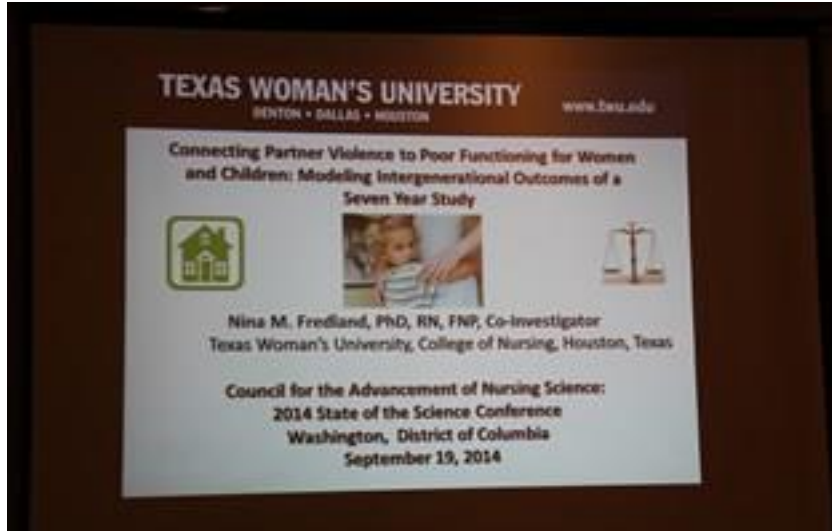 TEXAS WOMAN'S UNIVERSITY
DENTON • DALLAS • HOUSTON
www.twu.edu
Connecting Partner Violence to Poor Functioning for Women
and Children: Modeling Intergenerational Outcomes of a
Seven Year Study
Nina M. Fredland, PhD, RN, FNP, Co-Investigator
Texas Woman's University, College of Nursing, Houston, Texas
Council for the Advancement of Nursing Science:
2014 State of the Science Conference
Washington, District of Columbia
September 19, 2014